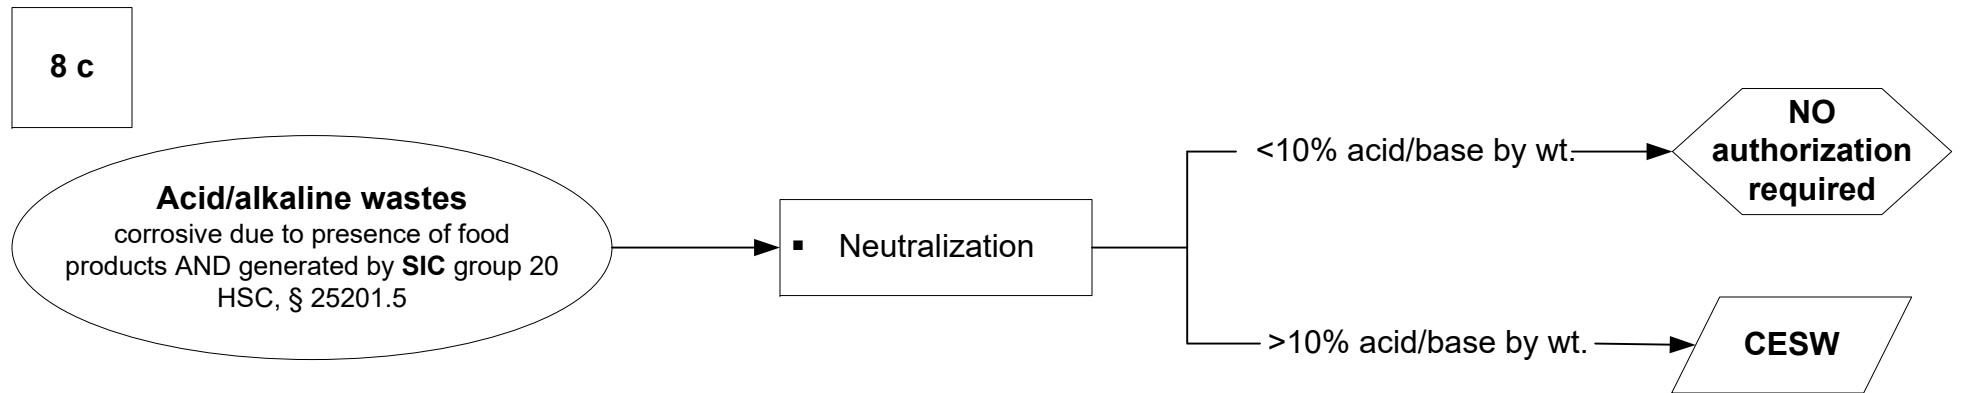 8 c
Acid/alkaline wastes
corrosive due to presence of food
products AND generated by SIC group 20
HSC, § 25201.5
▪ Neutralization
<10% acid/base by wt.
NO
authorization
required
>10% acid/base by wt.
CESW